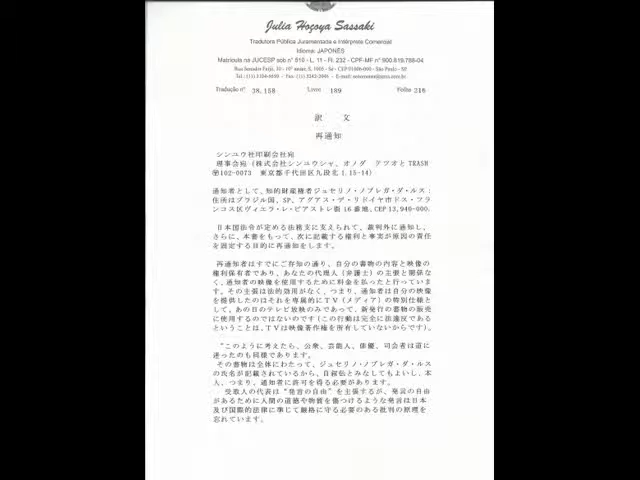 Julia Hoçoya Sassaki
Tradutora Pública Juramentada e Intérprete Comercial
Idioma: JAPONÊS
Matrícula na JUCESP sob nº 510 - L. 11 - Fl. 232 - CPF-MF nº 900.819.788-04
São Paulo - SP
Tradução nº 38.158 Livro 189 Folha 216
訳 文
再通知
シンユウ社印刷会社宛
理事会宛 (株式会社シンユウシャ、オノダ テツオとTRASH
〒102-0073 東京都千代田区九段北1.15-14)
通知者として、知的財産権者ジュセリノ・ノブレガ・ダ・ルス:
住所はブラジル国、SP、アグアス・デ・リドイヤ市ドス・フラ
ンコス区ヴィエラ・レ・ピアストレ街16番地、CEP 13,940-000.
日本国法令が定める法務支に支えられて、裁判外に通知し、
さらに、本書をもって、次に記載する権利と事実が原因の責任
を固定する目的に再通知をします。
再通知者はすでにご存知の通り、自分の書物の内容と映像の
権利保有者であり、あなたの代理人(弁護士)の主張と関係な
く、通知者の映像を使用するために料金を払ったと行っていま
す。その主張は法的効用がなく、つまり、通知者は自分の映像
を提供したのはそれを専属的にTV(メディア)の特別仕様と
して、あの日のテレビ放映のみであって、新発行の書物の販売
に使用するのではないのです(この行動は完全に法違反である
ということは、TVは映像著作権を所有していないからです)。
“このように考えたら、公衆、芸能人、俳優、司会者は道に
迷ったのも同様であります。
その書物は全体にわたって、ジュセリノ・ノブレガ・ダ・ルス
の氏名が記載されているから、自叙伝とみなしてもよいし、本
人、つまり、通知者に許可を得る必要があります。
受取人の代表は“発言の自由”を主張するが、発言の自由
があるために人間の道徳や物質を傷つけるような発言は日本
及び国際的法律に準じて厳格に守る必要のある批判の原理を
忘れています。